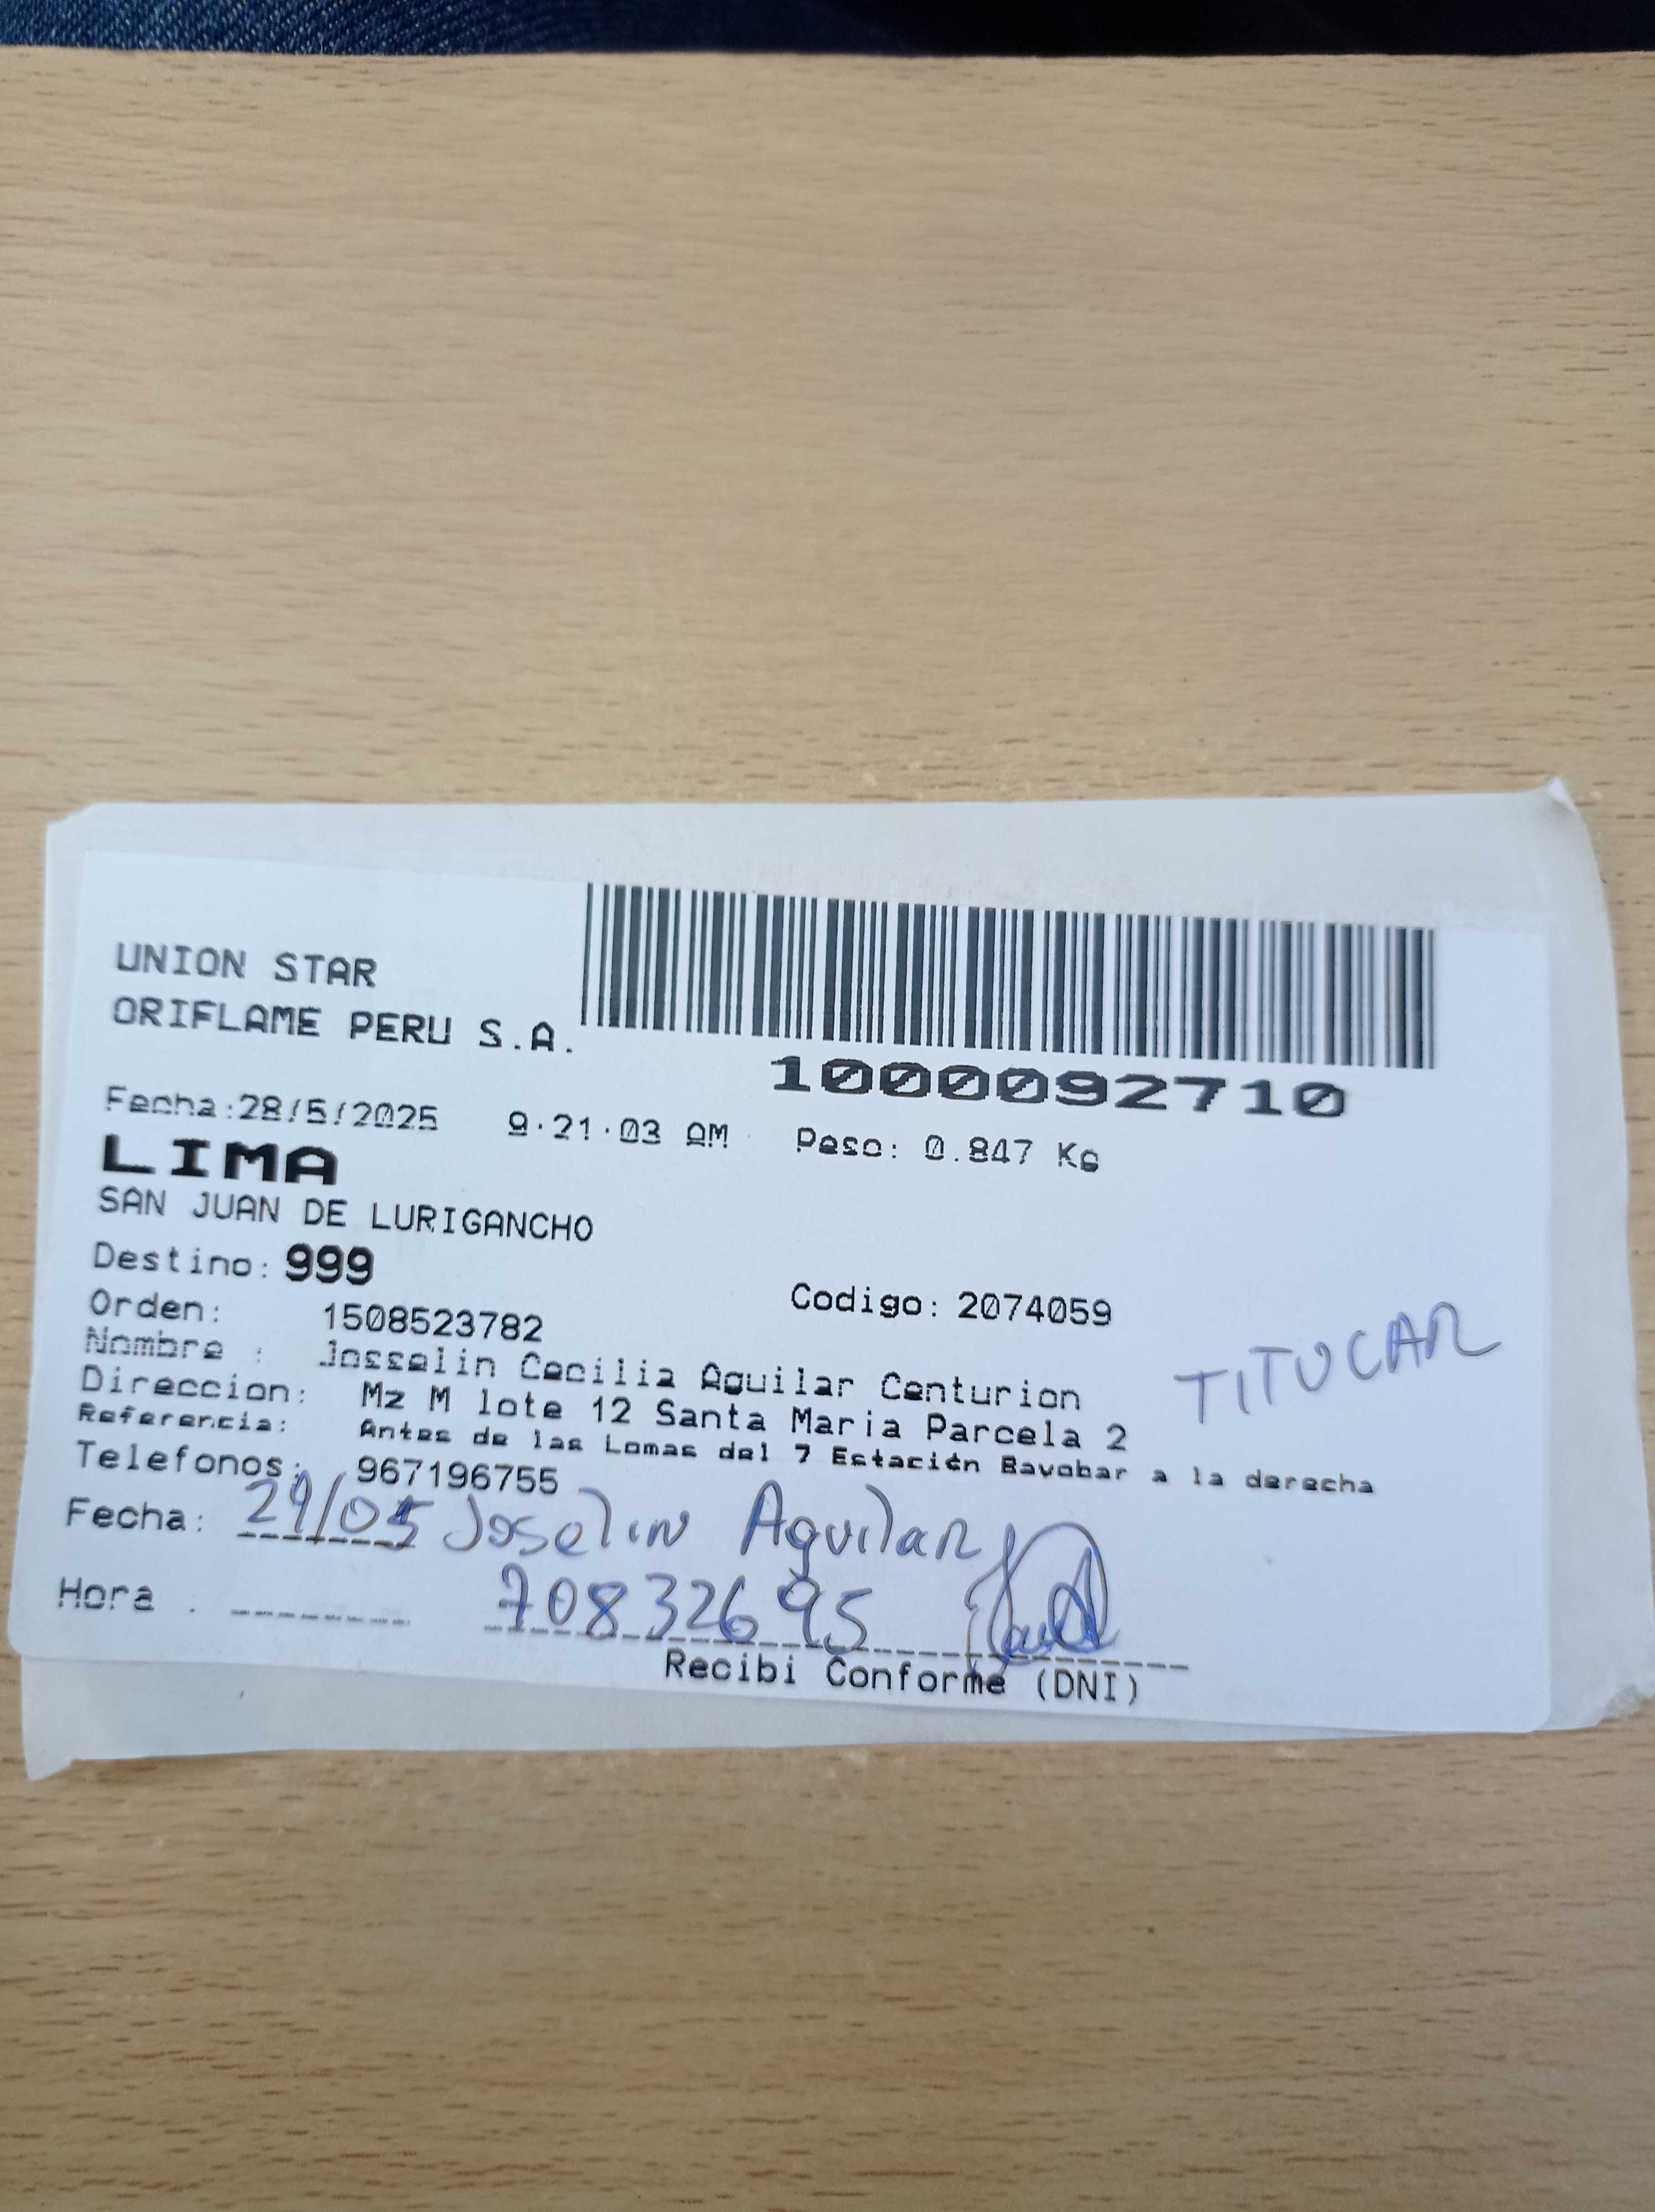 UNION STAR
ORIFLAME PERU S.A.
1000092710
Fecha:28/5/2025 9:21:03 AM Peso: 0.847 Kg
LIMA
SAN JUAN DE LURIGANCHO
Destino: 999
Codigo: 2074059
Orden: 1508523782
Nombre : Josselin Cecilia Aguilar Centurion
TITUCAR
Direccion: Mz M lote 12 Santa Maria Parcela 2
Referencia: Antes de las Lomas del 7 Estación Bayobar a la derecha
Telefonos: 967196755
Fecha: 29/05 Joselin Aguilar
Hora : 70832695
Recibi Conforme (DNI)